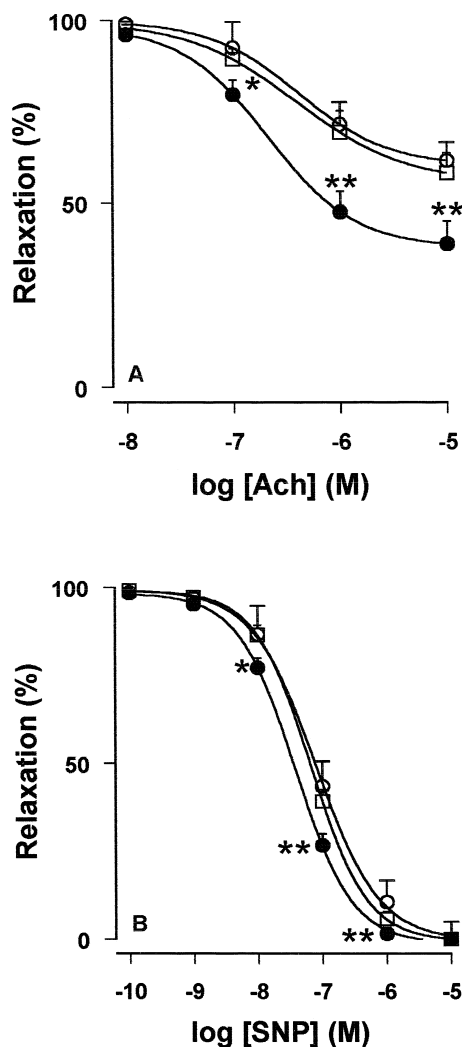 100
50
0
Relaxation (%)
A
*
**
**
-8 -7 -6 -5
log [Ach] (M)
100
50
0
Relaxation (%)
B
*
**
**
-10 -9 -8 -7 -6 -5
log [SNP] (M)